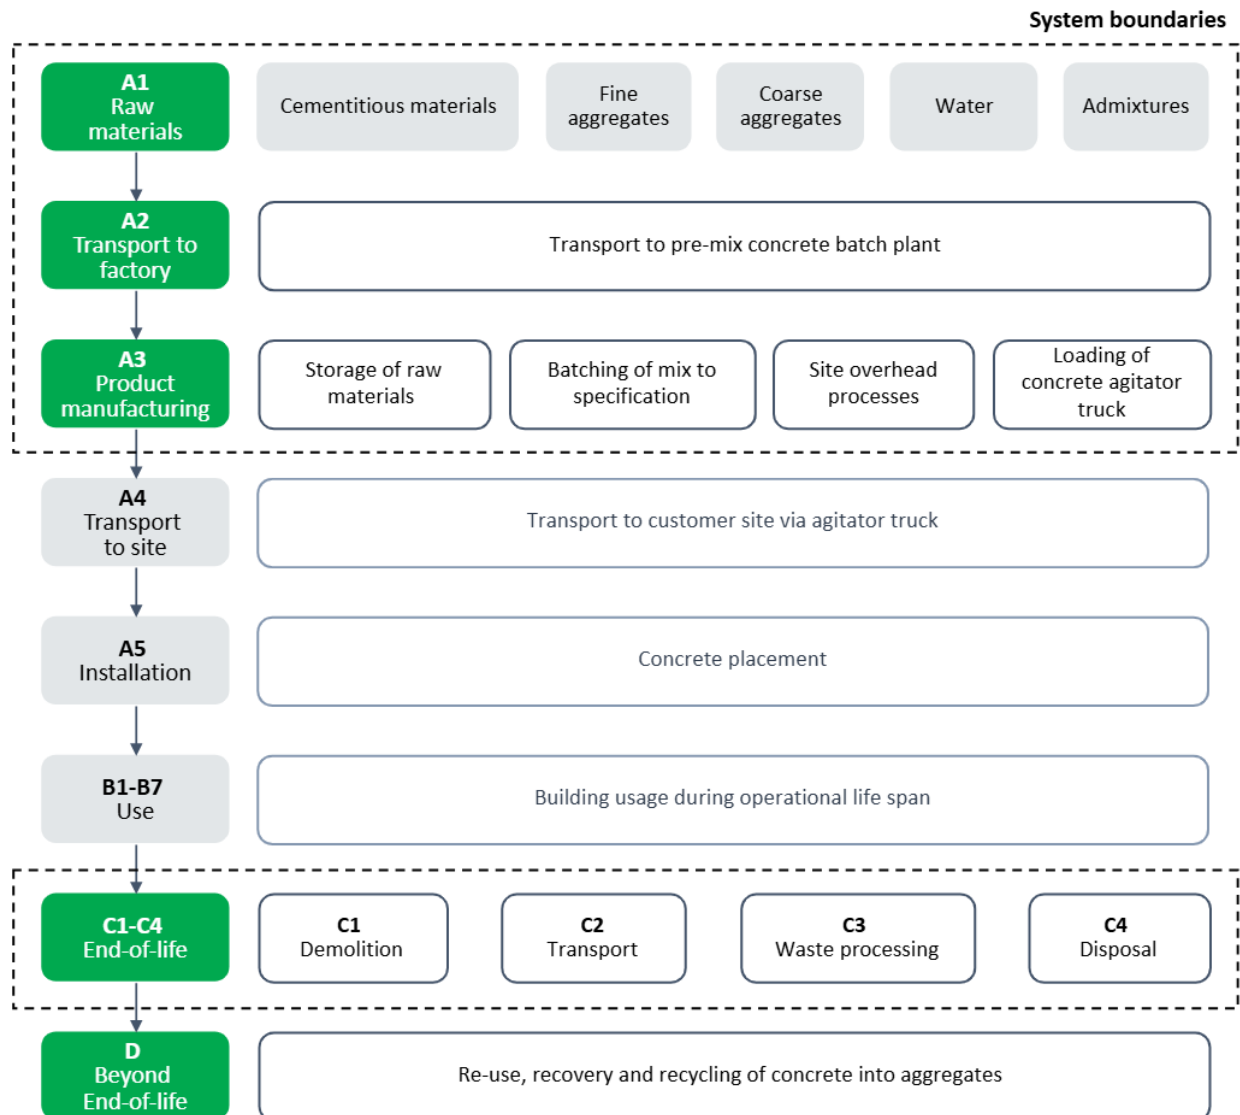 System boundaries
A1
Raw
materials
Cementitious materials
Fine
aggregates
Coarse
aggregates
Water
Admixtures
A2
Transport to
factory
Transport to pre-mix concrete batch plant
A3
Product
manufacturing
Storage of raw
materials
Batching of mix to
specification
Site overhead
processes
Loading of
concrete agitator
truck
A4
Transport
to site
Transport to customer site via agitator truck
A5
Installation
Concrete placement
B1-B7
Use
Building usage during operational life span
C1-C4
End-of-life
C1
Demolition
C2
Transport
C3
Waste processing
C4
Disposal
D
Beyond
End-of-life
Re-use, recovery and recycling of concrete into aggregates